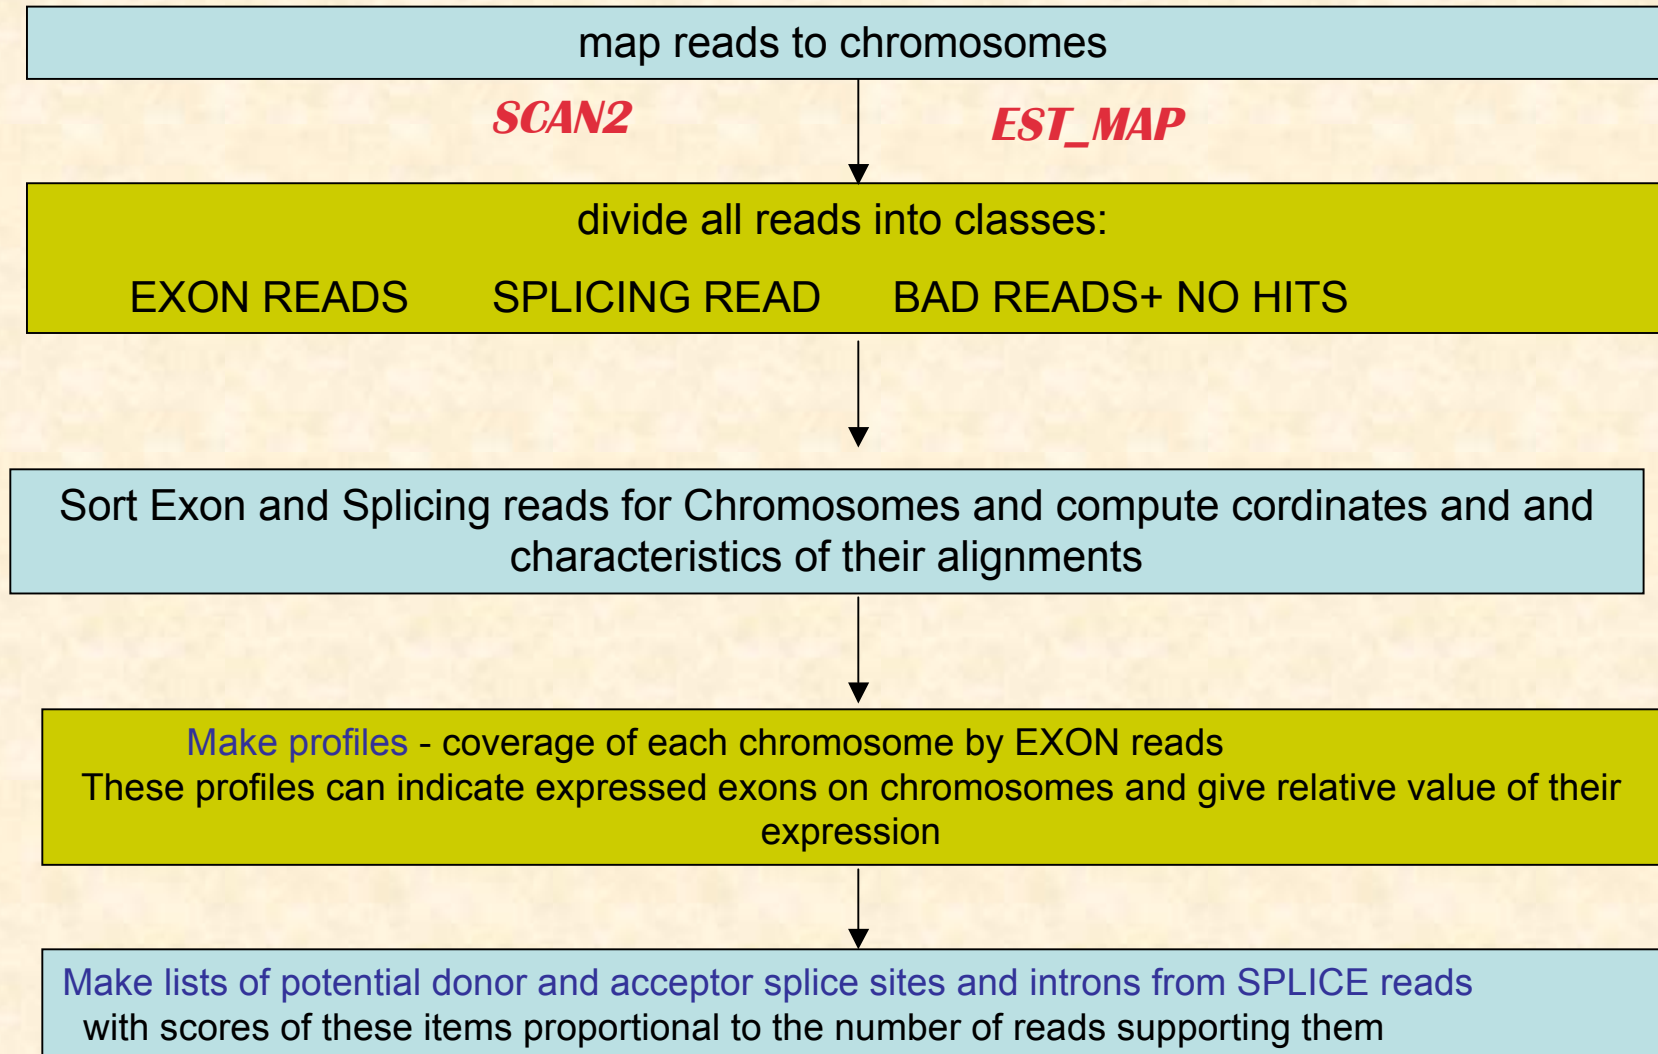 map reads to chromosomes
SCAN2 EST_MAP
divide all reads into classes:
EXON READS SPLICING READ BAD READS+ NO HITS
Sort Exon and Splicing reads for Chromosomes and compute cordinates and and
characteristics of their alignments
Make profiles - coverage of each chromosome by EXON reads
These profiles can indicate expressed exons on chromosomes and give relative value of their
expression
Make lists of potential donor and acceptor splice sites and introns from SPLICE reads
with scores of these items proportional to the number of reads supporting them